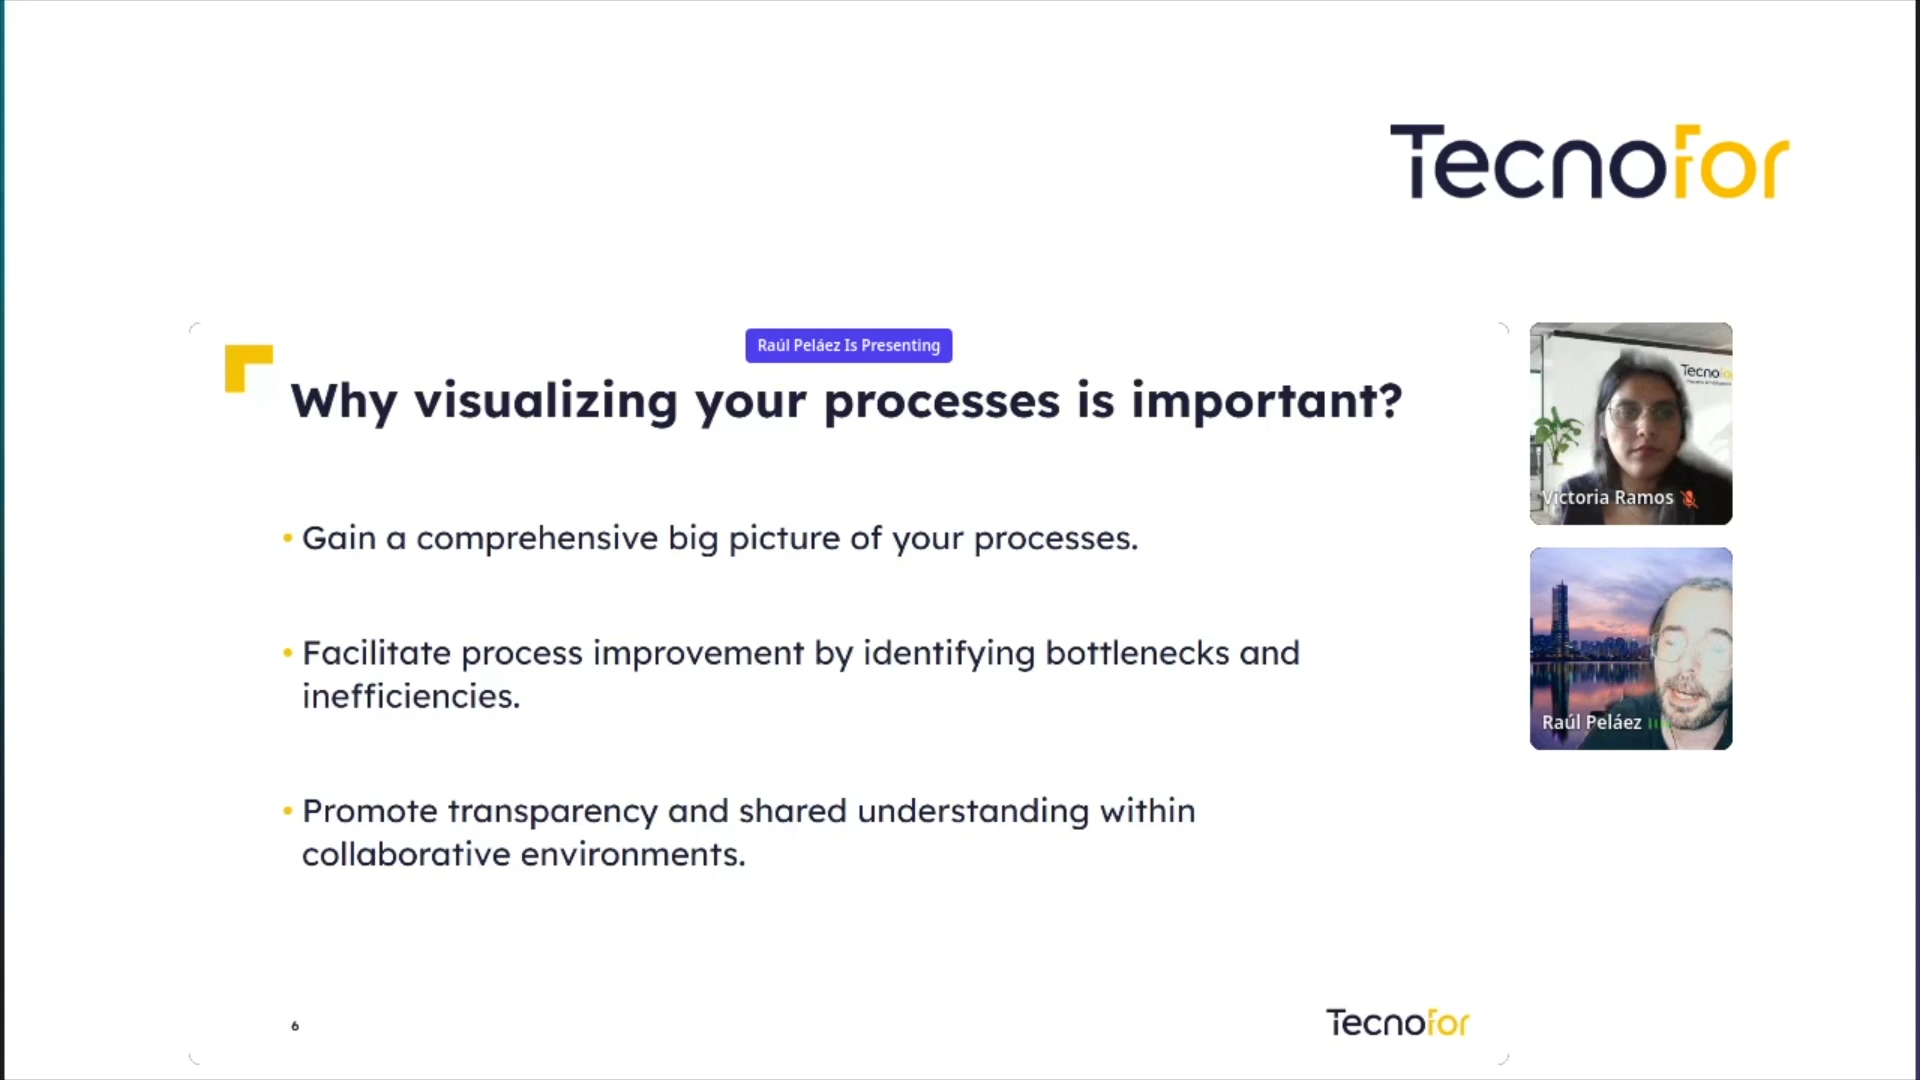 Tecnofor
Raúl Peláez Is Presenting
Why visualizing your processes is important?
Tecnofor
Victoria Ramos
• Gain a comprehensive big picture of your processes.
• Facilitate process improvement by identifying bottlenecks and
inefficiencies.
Raúl Peláez
• Promote transparency and shared understanding within
collaborative environments.
6
Tecnofor